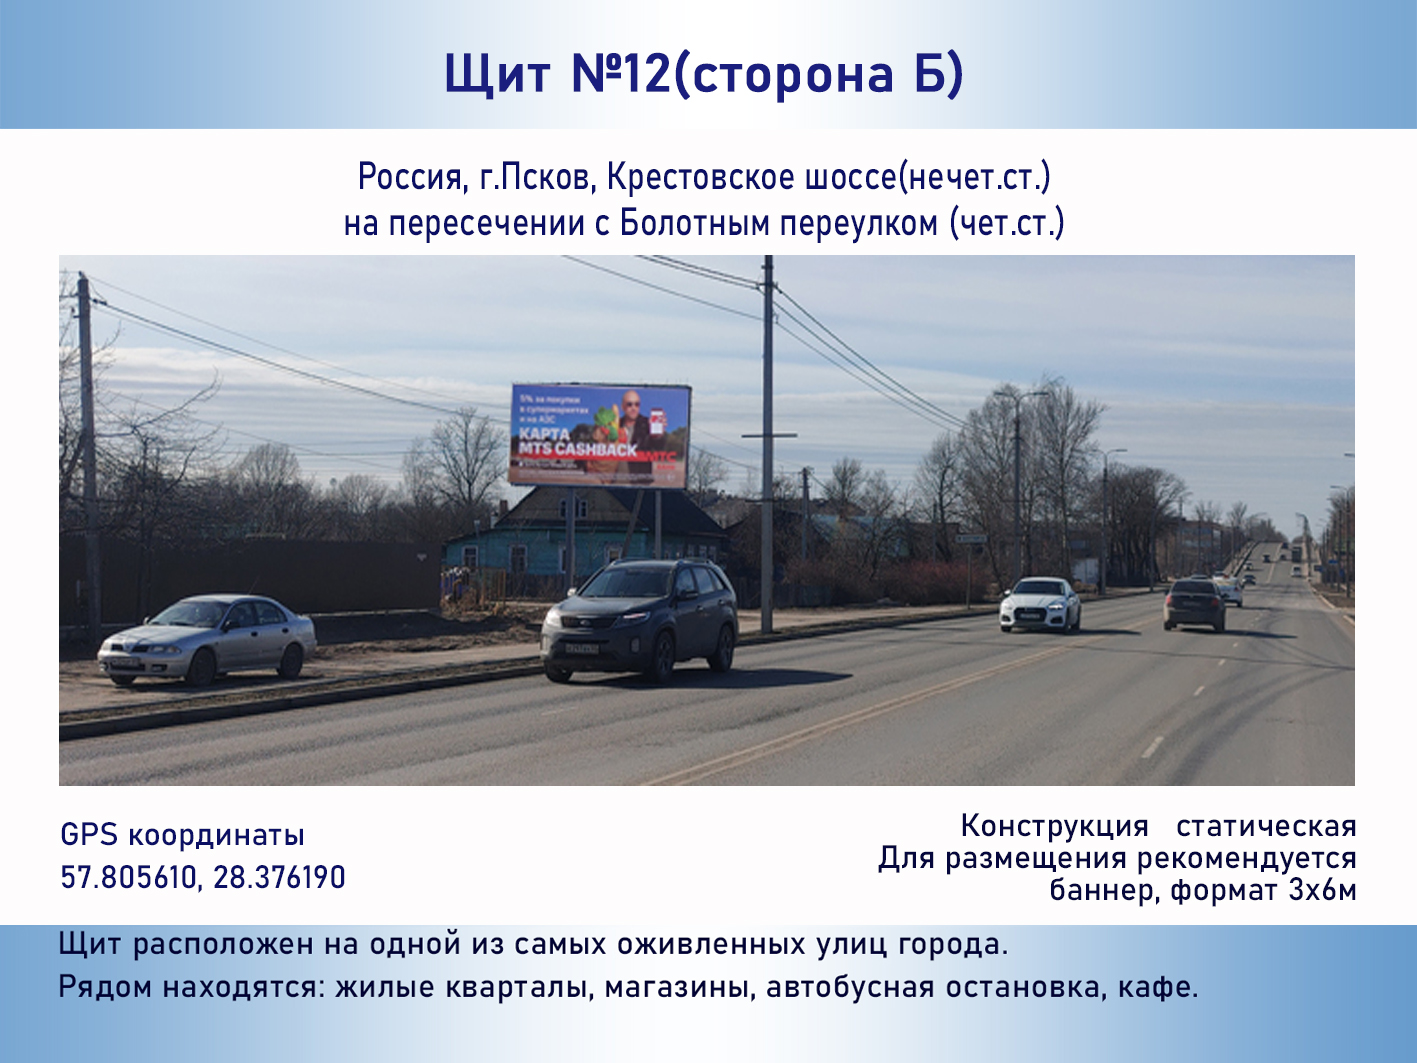 Щит №12(сторона Б)
Россия, г.Псков, Крестовское шоссе(нечет.ст.)
на пересечении с Болотным переулком (чет.ст.)
5% за покупки
в супермаркетах
и на АЗС
КАРТА
MTS CASHBACK
GPS координаты
57.805610, 28.376190
Конструкция статическая
Для размещения рекомендуется
баннер, формат 3х6м
Щит расположен на одной из самых оживленных улиц города.
Рядом находятся: жилые кварталы, магазины, автобусная остановка, кафе.